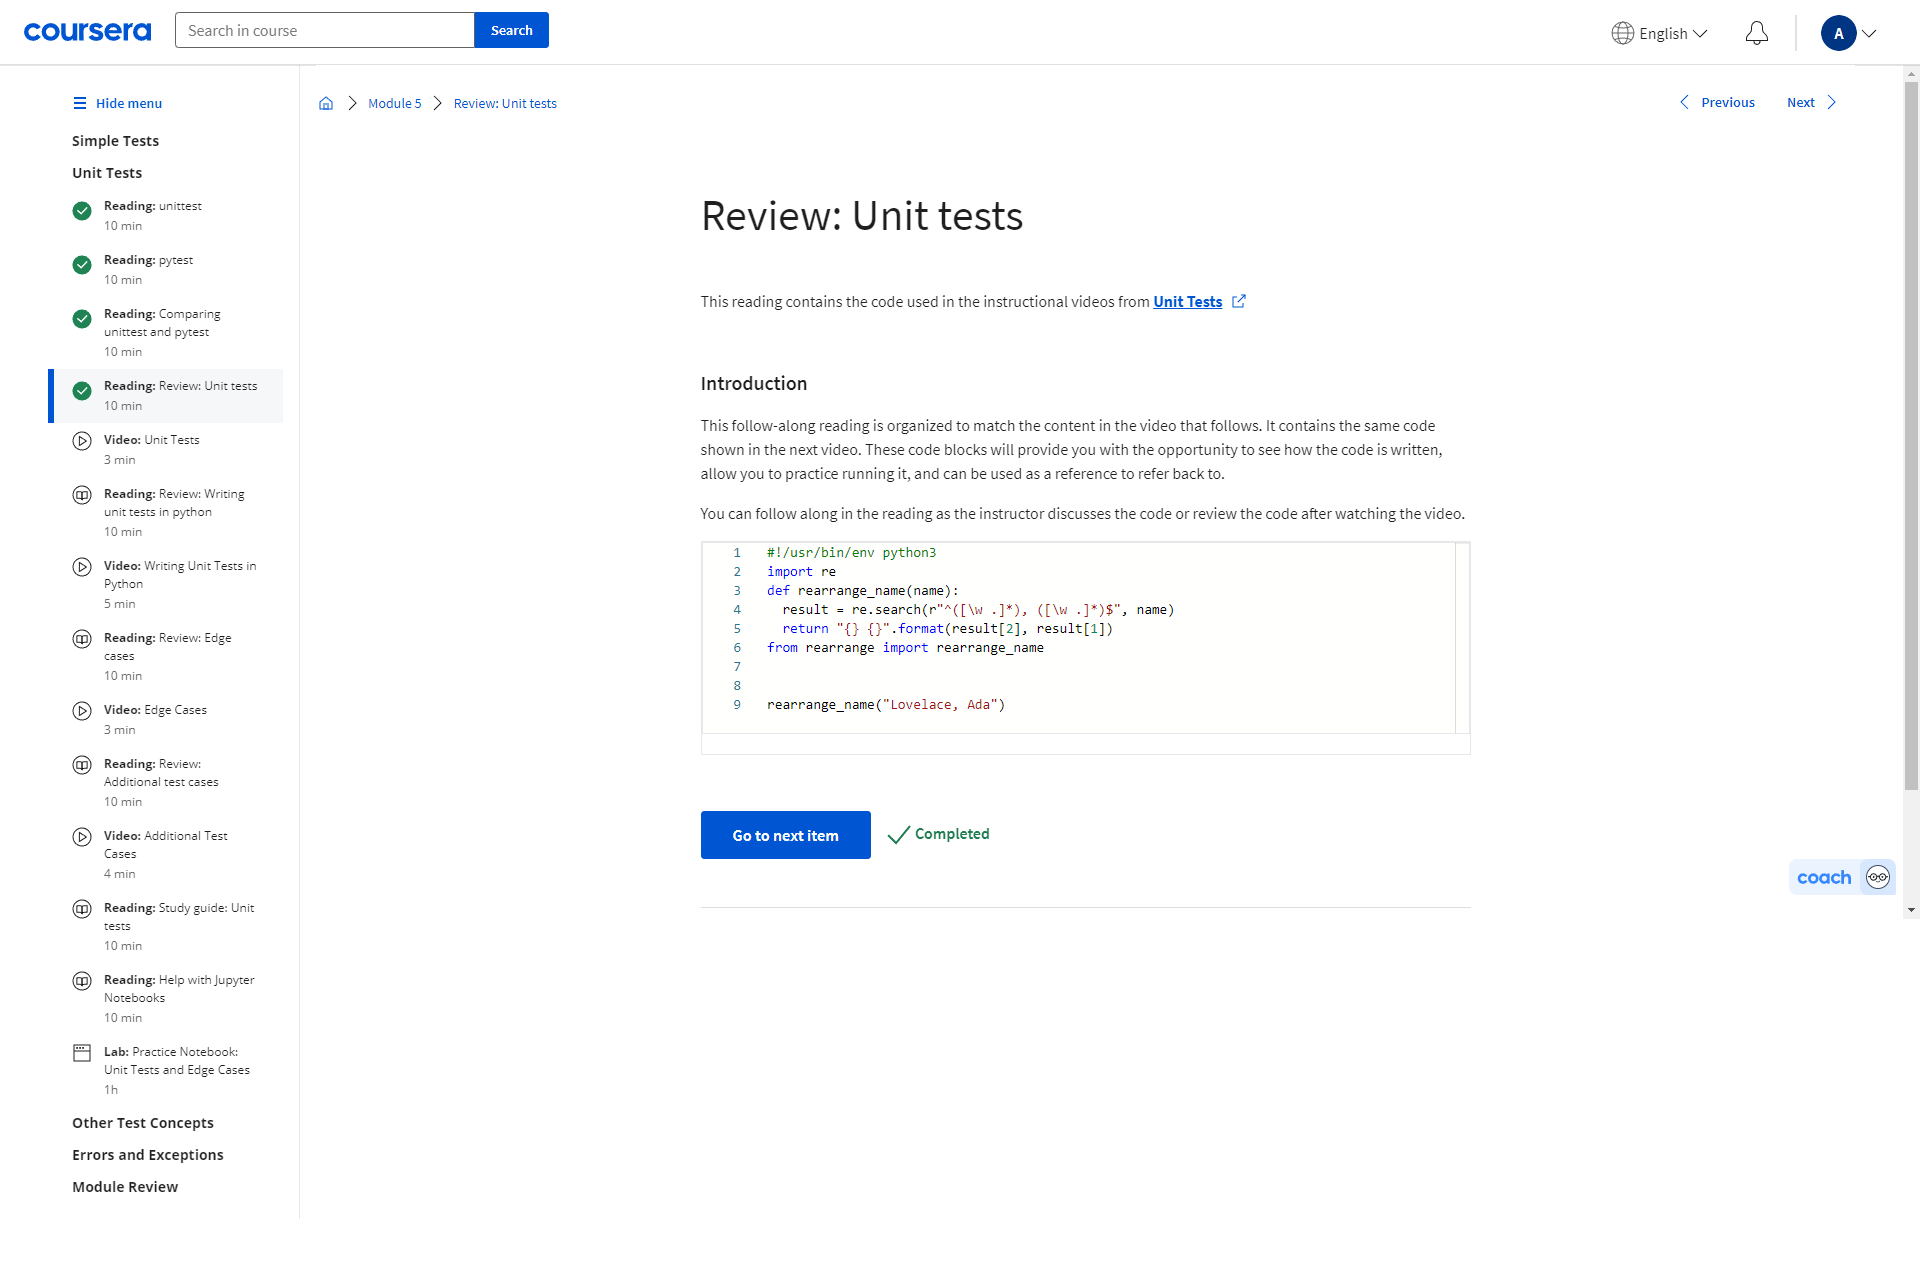 coursera
Search in course
Search
English
A
Hide menu
Simple Tests
Unit Tests
Reading: unittest
10 min
Reading: pytest
10 min
Reading: Comparing
unittest and pytest
10 min
Reading: Review: Unit tests
10 min
Video: Unit Tests
3 min
Reading: Review: Writing
unit tests in python
10 min
Video: Writing Unit Tests in
Python
5 min
Reading: Review: Edge
cases
10 min
Video: Edge Cases
3 min
Reading: Review:
Additional test cases
10 min
Video: Additional Test
Cases
4 min
Reading: Study guide: Unit
tests
10 min
Reading: Help with Jupyter
Notebooks
10 min
Lab: Practice Notebook:
Unit Tests and Edge Cases
1h
Other Test Concepts
Errors and Exceptions
Module Review
Module 5
Review: Unit tests
Previous
Next
Review: Unit tests
This reading contains the code used in the instructional videos from Unit Tests
Introduction
This follow-along reading is organized to match the content in the video that follows. It contains the same code
shown in the next video. These code blocks will provide you with the opportunity to see how the code is written,
allow you to practice running it, and can be used as a reference to refer back to.
You can follow along in the reading as the instructor discusses the code or review the code after watching the video.
1 #!/usr/bin/env python3
2 import re
3 def rearrange_name(name):
4   result = re.search(r"^([\w .]*), ([\w .]*)$", name)
5   return "{} {}".format(result[2], result[1])
6 from rearrange import rearrange_name
7
8
9 rearrange_name("Lovelace, Ada")
Go to next item
Completed
coach